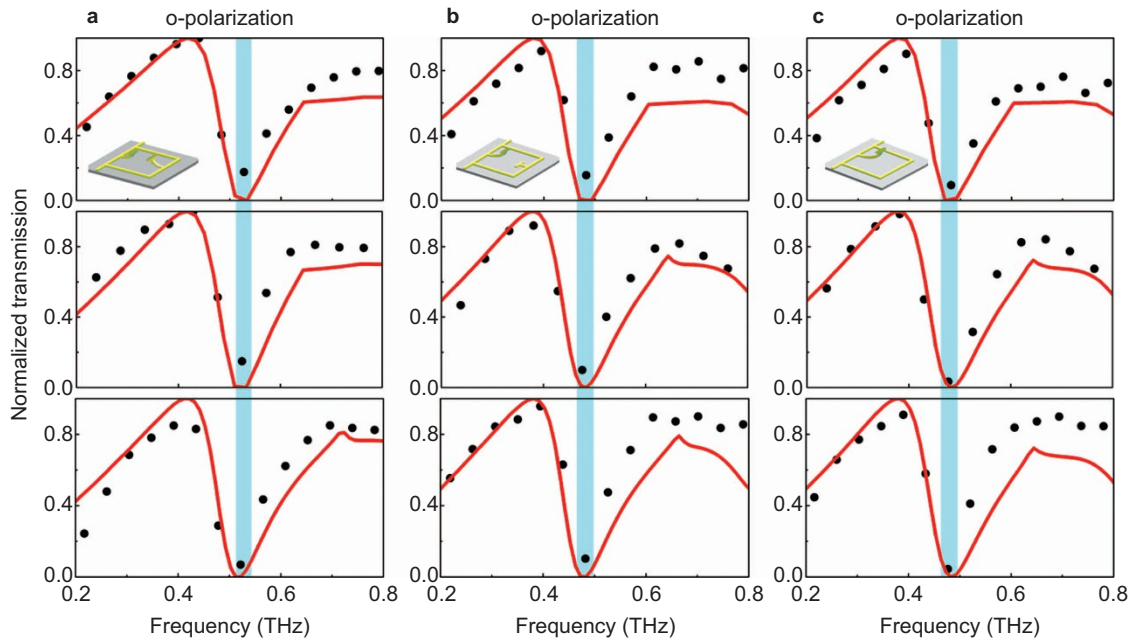 a o-polarization
b o-polarization
c o-polarization
Normalized transmission
0.8
0.4
0.0
0.8
0.4
0.0
0.8
0.4
0.0
0.2 0.4 0.6 0.8
0.2 0.4 0.6 0.8
0.2 0.4 0.6 0.8
Frequency (THz)
Frequency (THz)
Frequency (THz)